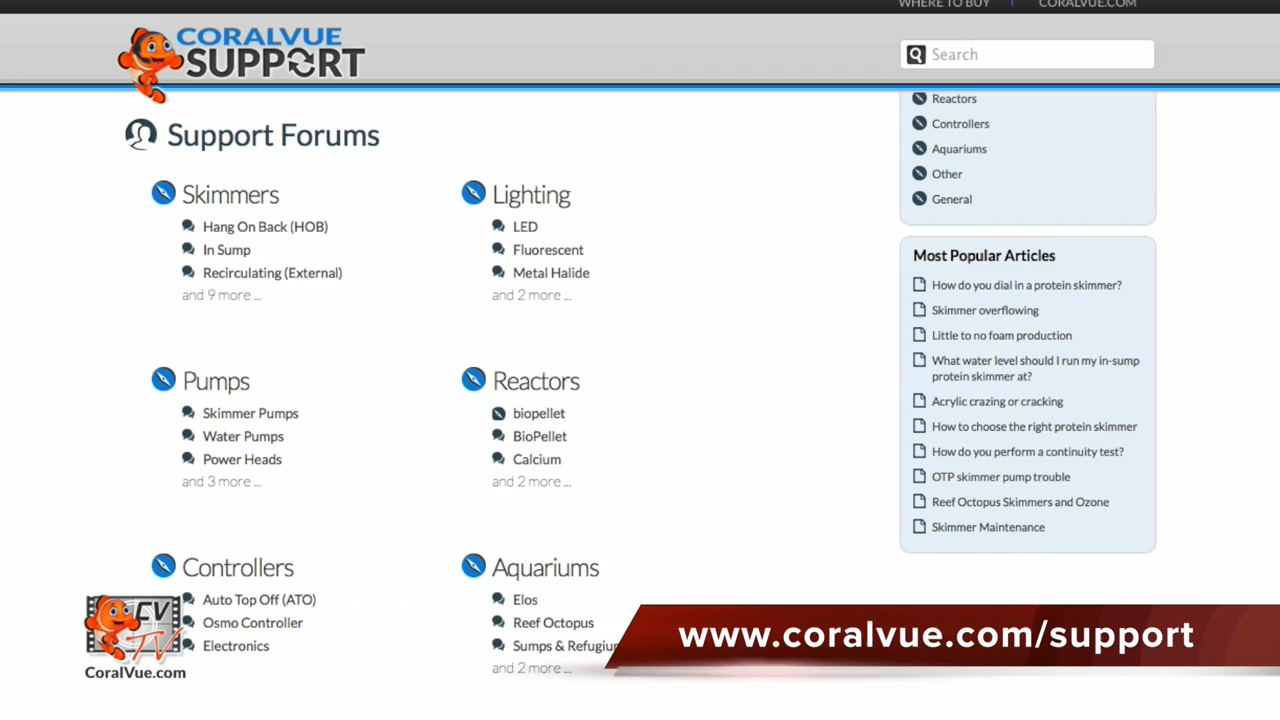 WHERE TO BUY
CORALVUE.COM
CORALVUE
SUPPORT
Search
Support Forums
Skimmers
Hang On Back (HOB)
In Sump
Recirculating (External)
and 9 more ...
Lighting
LED
Fluorescent
Metal Halide
and 2 more ...
Pumps
Skimmer Pumps
Water Pumps
Power Heads
and 3 more ...
Reactors
biopellet
BioPellet
Calcium
and 2 more ...
Controllers
Auto Top Off (ATO)
Osmo Controller
Electronics
Aquariums
Elos
Reef Octopus
Sumps & Refugiu
and 2 more ...
Reactors
Controllers
Aquariums
Other
General
Most Popular Articles
How do you dial in a protein skimmer?
Skimmer overflowing
Little to no foam production
What water level should I run my in-sump
protein skimmer at?
Acrylic crazing or cracking
How to choose the right protein skimmer
How do you perform a continuity test?
OTP skimmer pump trouble
Reef Octopus Skimmers and Ozone
Skimmer Maintenance
CV
TV
CoralVue.com
www.coralvue.com/support